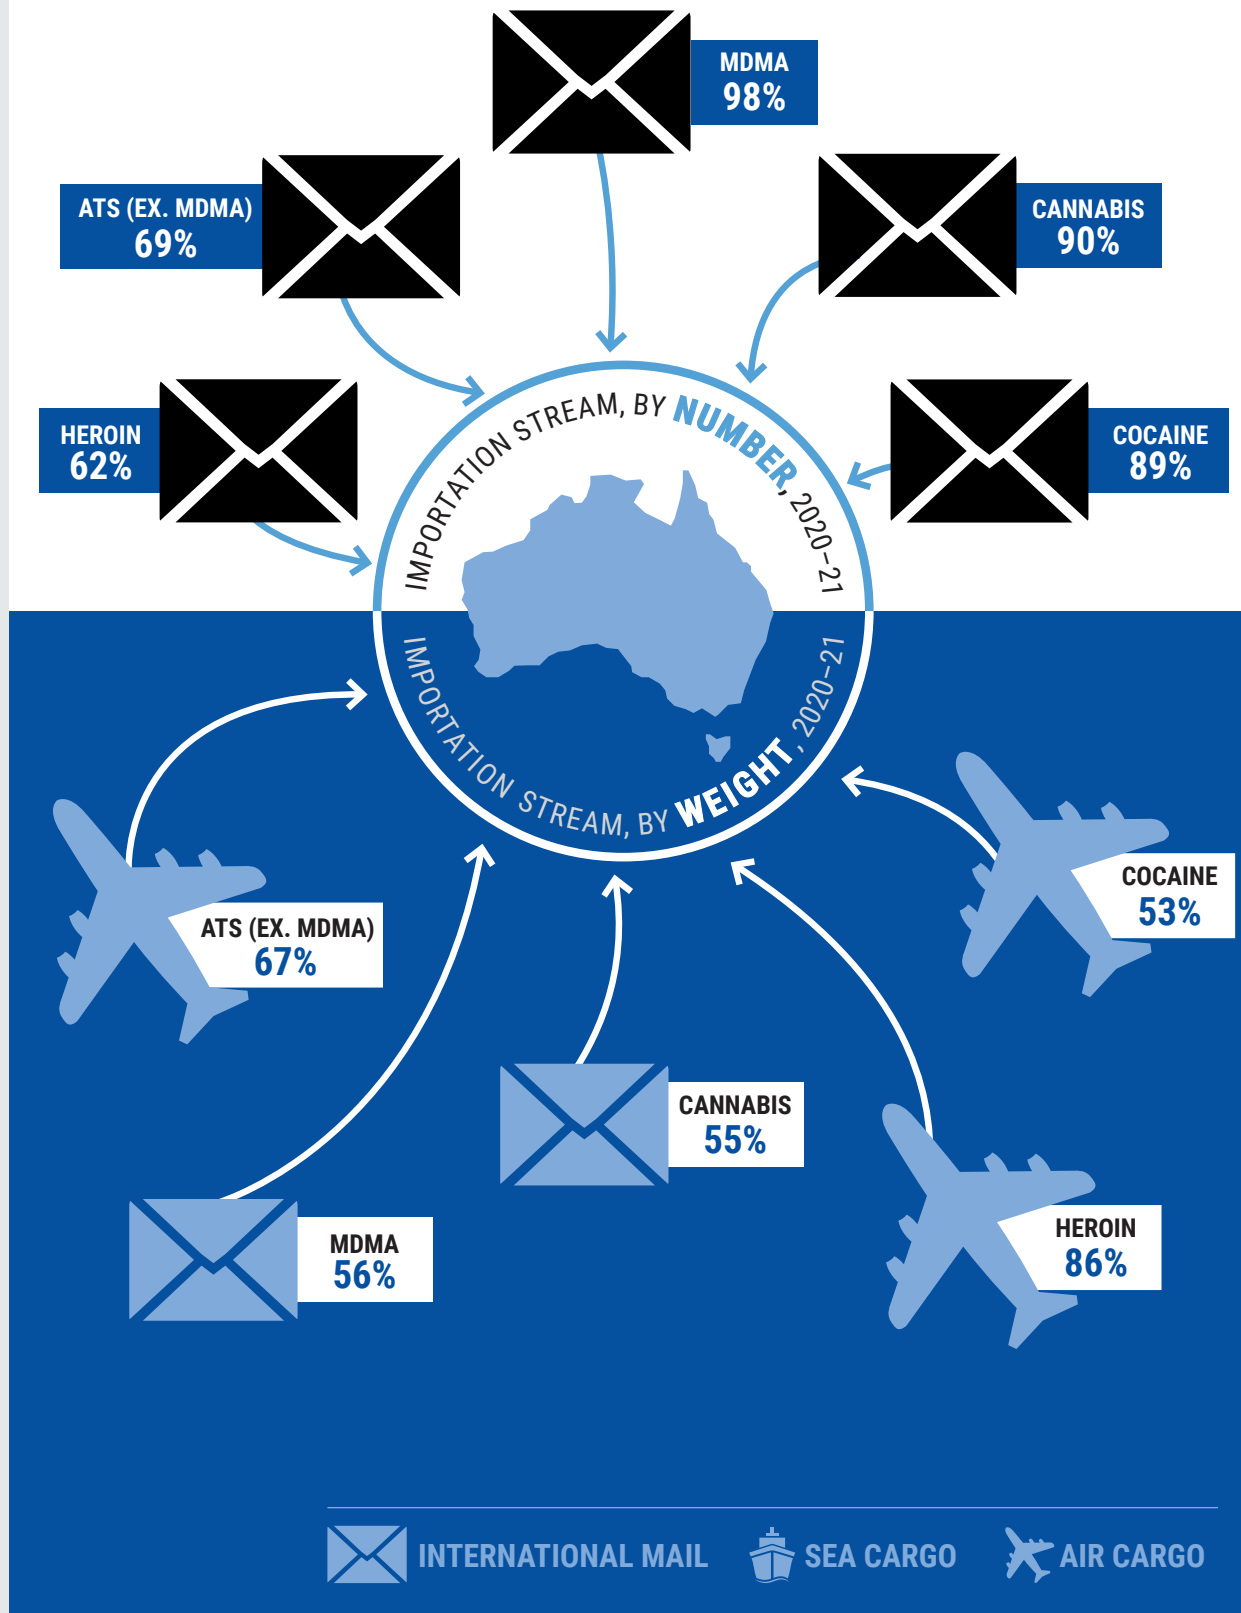 MDMA
98%
ATS (EX. MDMA)
69%
CANNABIS
90%
HEROIN
62%
COCAINE
89%
IMPORTATION STREAM, BY NUMBER, 2020–21
IMPORTATION STREAM, BY WEIGHT, 2020–21
COCAINE
53%
ATS (EX. MDMA)
67%
CANNABIS
55%
MDMA
56%
HEROIN
86%
INTERNATIONAL MAIL
SEA CARGO
AIR CARGO